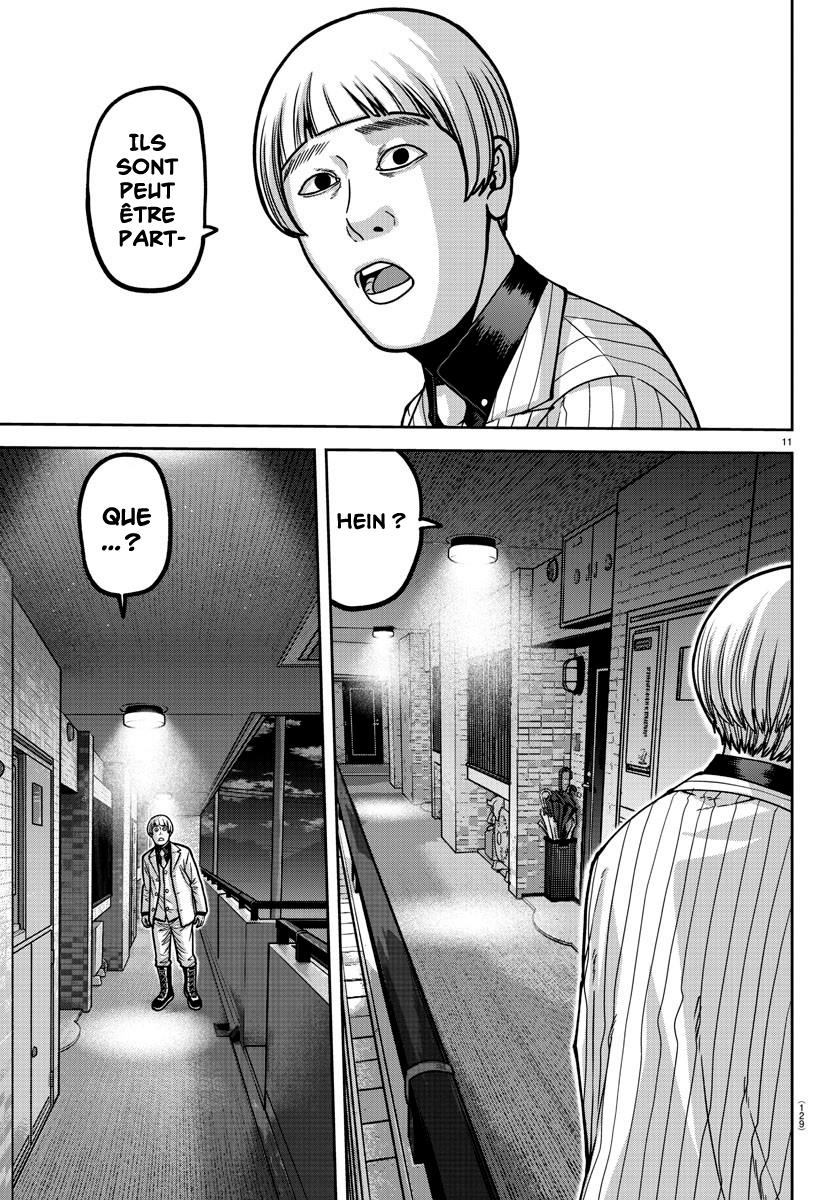 ILS
SONT
PEUT
ÊTRE
PART-
11
HEIN ?
QUE
...?
(129)